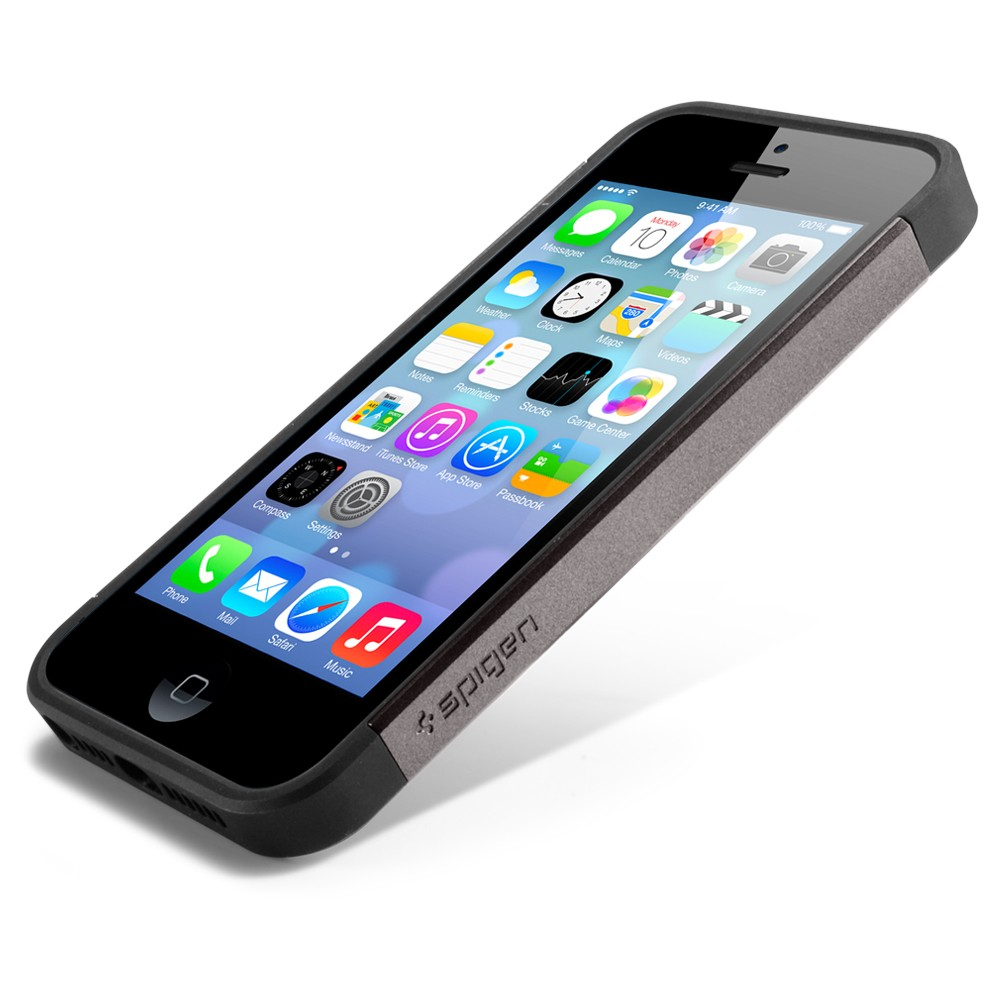 9:41 AM 100%
Monday
10
Messages Calendar Photos Camera
280
Weather Clock Maps Videos
Notes Reminders Stocks Game Center
Newsstand iTunes Store App Store Passbook
N
W
S
E
Compass Settings
Phone Mail Safari Music
spigen